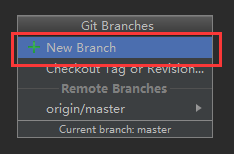 Git Branches
New Branch
Checkout Tag or Revision...
Remote Branches
origin/master
Current branch: master